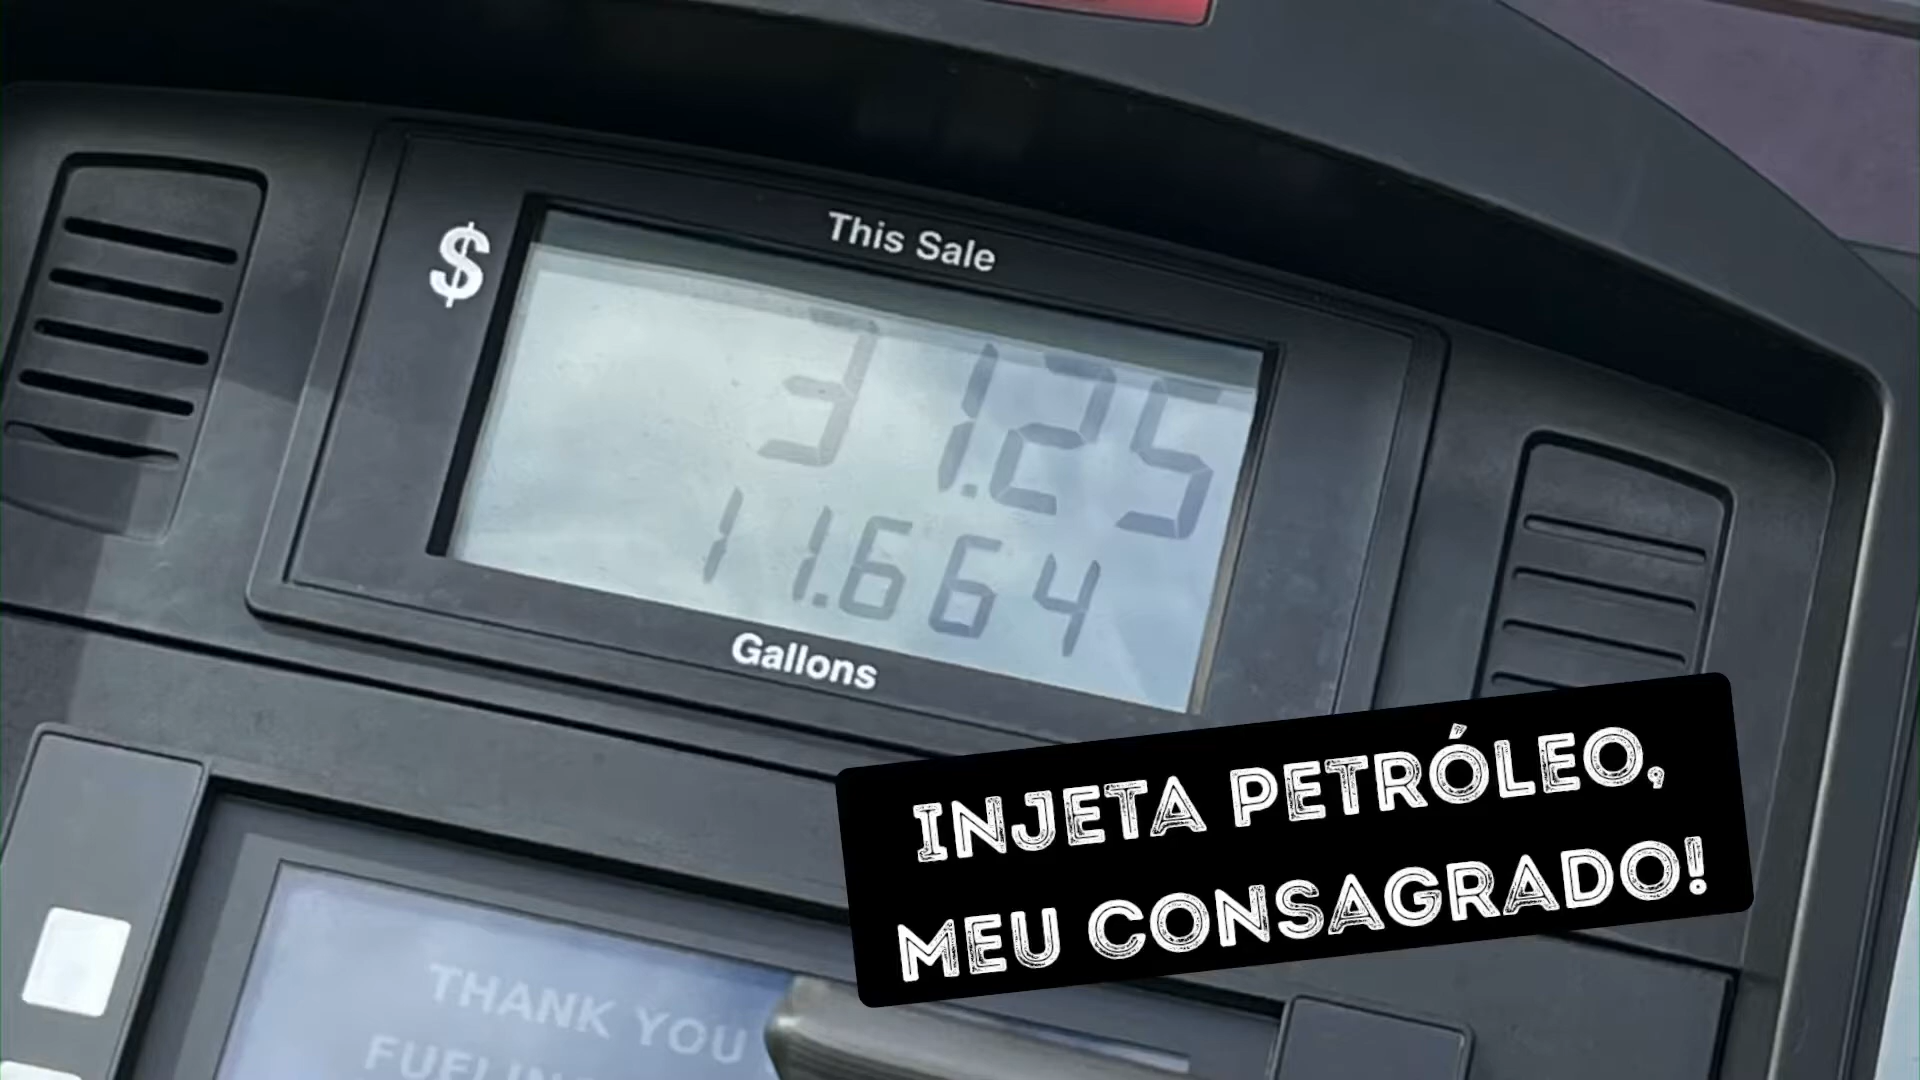 This Sale
$
31.25
11.664
Gallons
INJETA PETRÓLEO,
MEU CONSAGRADO!
THANK YOU